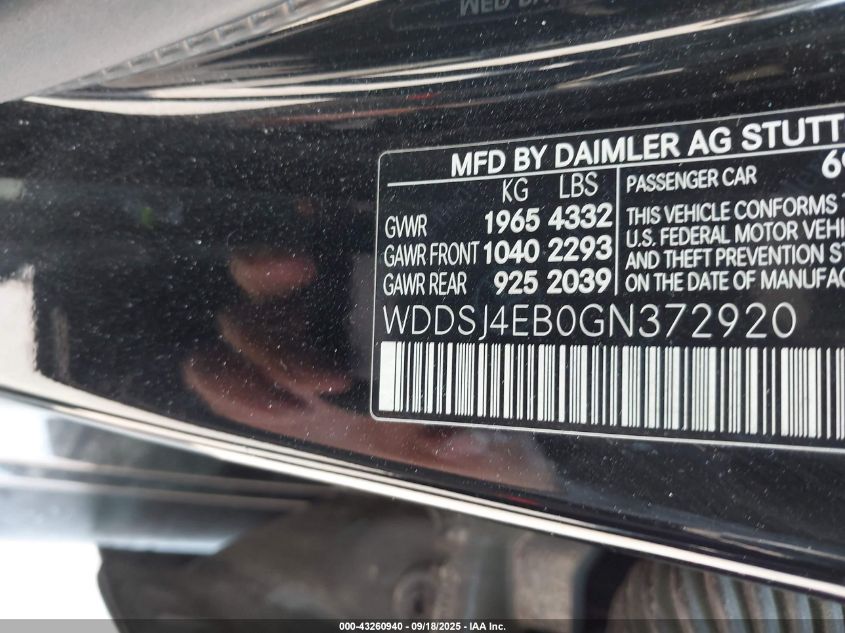 MFD BY DAIMLER AG STUTT
KG LBS
GVWR 1965 4332
GAWR FRONT 1040 2293
GAWR REAR 925 2039
PASSENGER CAR
THIS VEHICLE CONFORMS
U.S. FEDERAL MOTOR VEHI
AND THEFT PREVENTION ST
ON THE DATE OF MANUFAC
WDDSJ4EB0GN372920
000-43260940 - 09/18/2025 - IAA Inc.